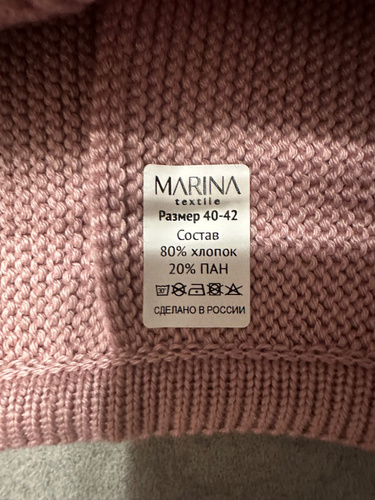 MARINA
textile
Размер 40-42
Состав
80% хлопок
20% ПАН
СДЕЛАНО В РОССИИ